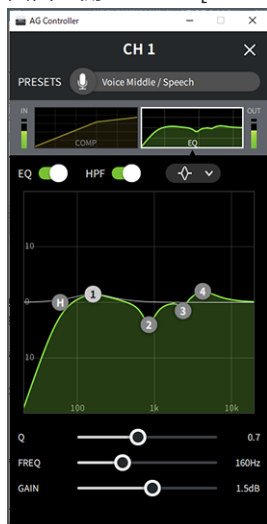 AG Controller
CH 1
PRESETS Voice Middle / Speech
IN OUT
COMP EQ
EQ HPF
10
0
10
H 1 2 3 4
100 1k 10k
Q 0.7
FREQ 160Hz
GAIN 1.5dB